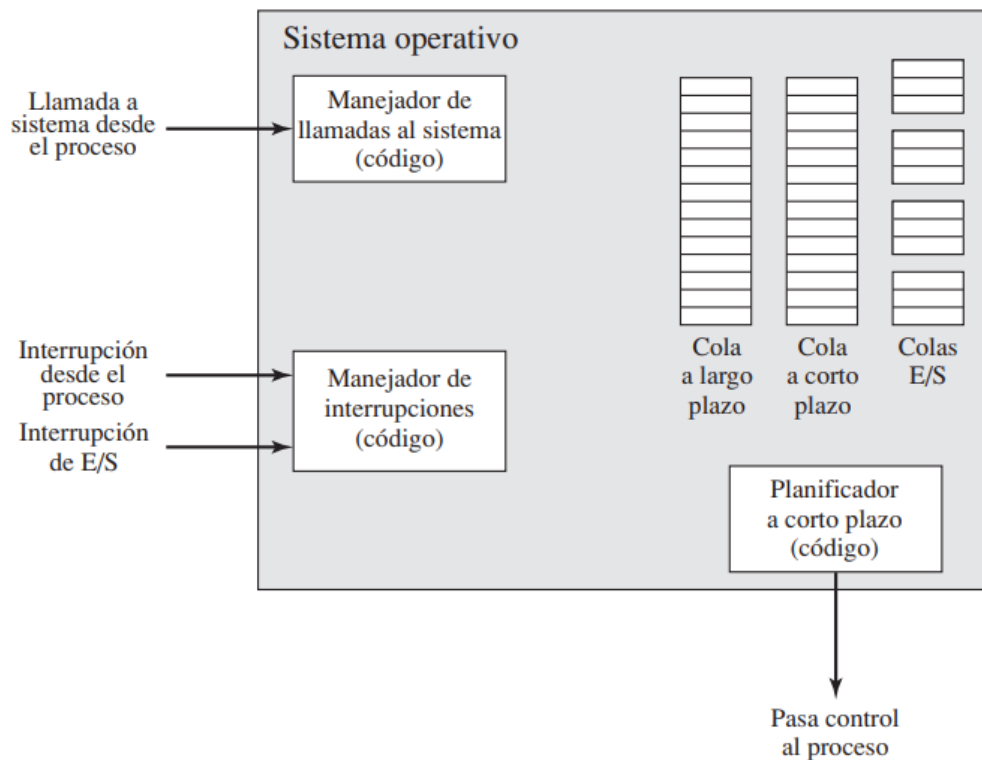 Sistema operativo
Llamada a
sistema desde
el proceso
Manejador de
llamadas al sistema
(código)
Interrupción
desde el
proceso
Interrupción
de E/S
Manejador de
interrupciones
(código)
Cola
a largo
plazo
Cola
a corto
plazo
Colas
E/S
Planificador
a corto plazo
(código)
Pasa control
al proceso